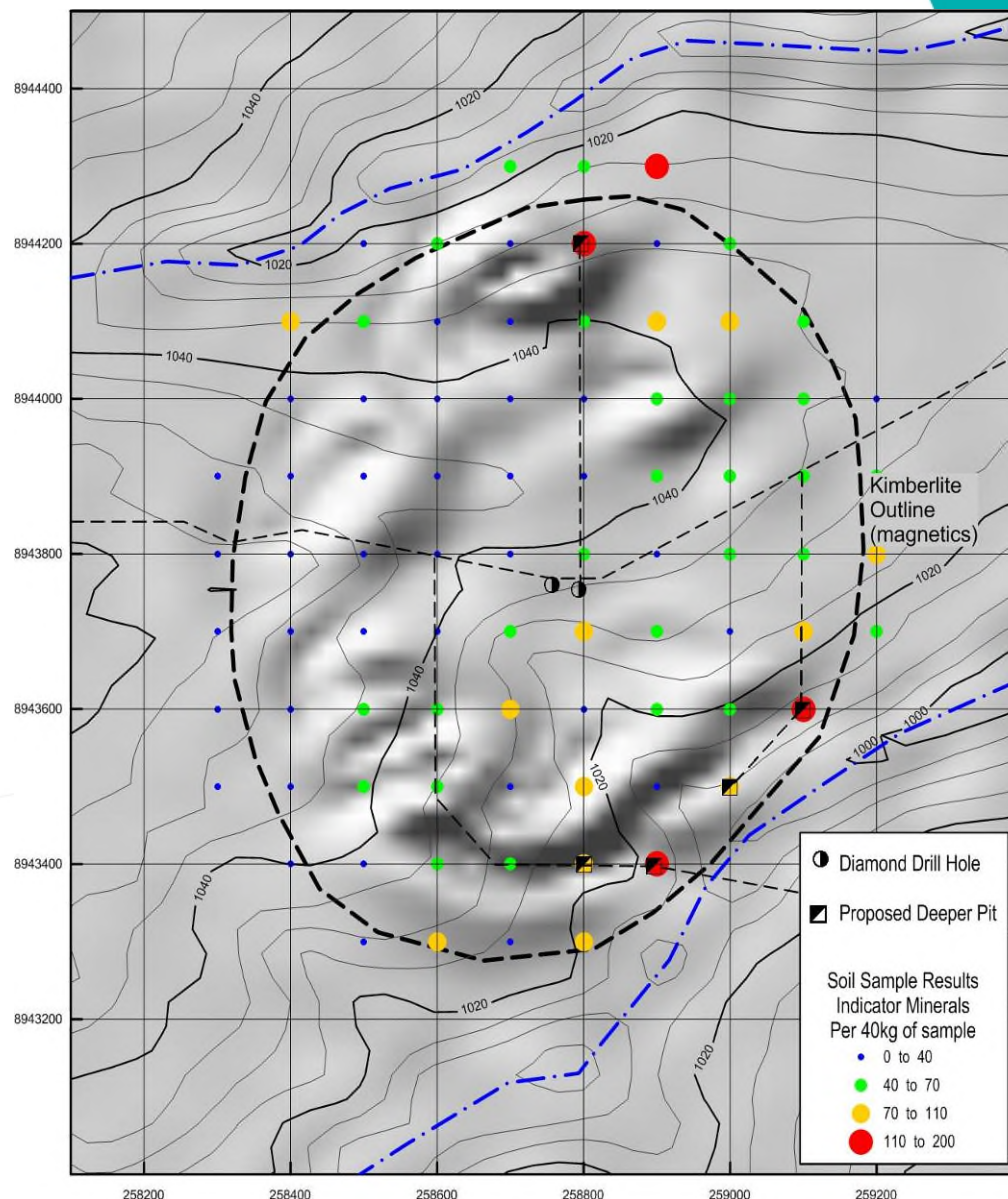 8944400
8944200
8944000
8943800
8943600
8943400
8943200
258200
258400
258600
258800
259000
259200
1040
1020
1020
1020
1040
1040
1040
Kimberlite
Outline
(magnetics)
1020
1040
1000
1000
1020
1040
1020
1020
Diamond Drill Hole
Proposed Deeper Pit
Soil Sample Results
Indicator Minerals
Per 40kg of sample
0 to 40
40 to 70
70 to 110
110 to 200